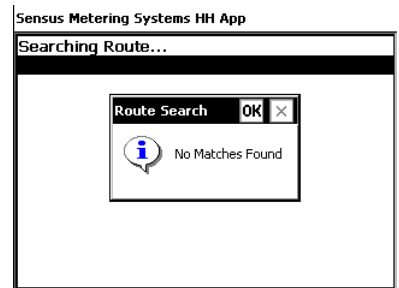 Sensus Metering Systems HH App
Searching Route...
Route Search OK ×
i
No Matches Found